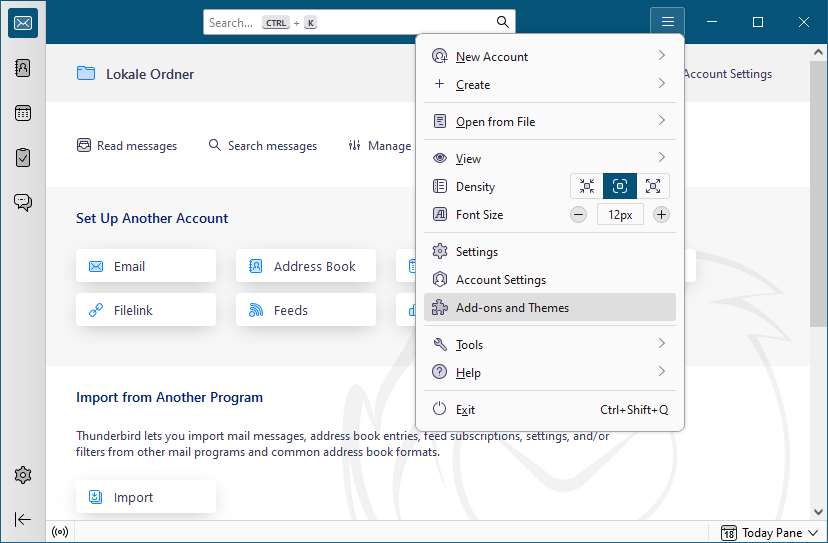 Search... CTRL + K
Lokale Ordner
Account Settings
Read messages
Search messages
Manage
Set Up Another Account
Email
Address Book
Filelink
Feeds
Import from Another Program
Thunderbird lets you import mail messages, address book entries, feed subscriptions, settings, and/or
filters from other mail programs and common address book formats.
Import
New Account
Create
Open from File
View
Density
Font Size
12px
Settings
Account Settings
Add-ons and Themes
Tools
Help
Exit Ctrl+Shift+Q
18 Today Pane